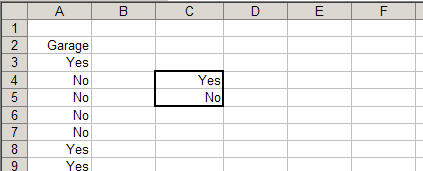 A B C D E F
1
2 Garage
3 Yes
4 No Yes
5 No No
6 No
7 No
8 Yes
9 Yes